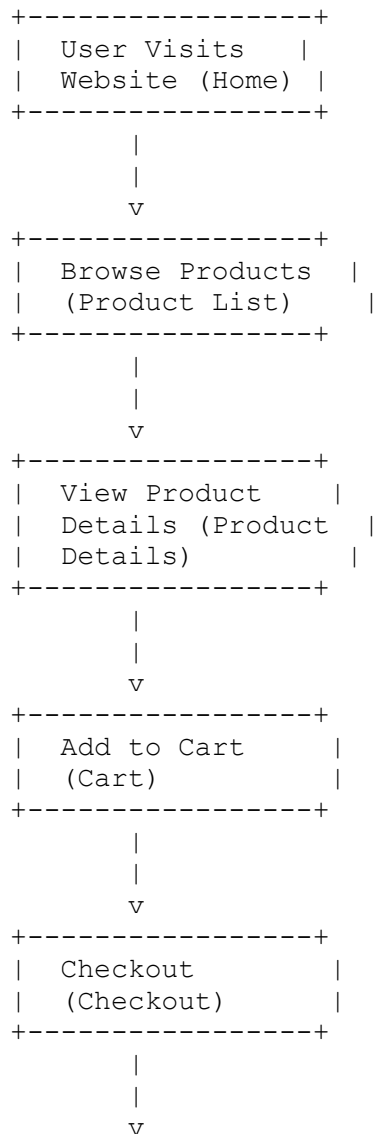 +-----------------+
|  User Visits   |
|  Website (Home) |
+-----------------+
       |
       |
       v
+-----------------+
|  Browse Products  |
|  (Product List)    |
+-----------------+
       |
       |
       v
+-----------------+
|  View Product    |
|  Details (Product  |
|  Details)         |
+-----------------+
       |
       |
       v
+-----------------+
|  Add to Cart     |
|  (Cart)          |
+-----------------+
       |
       |
       v
+-----------------+
|  Checkout        |
|  (Checkout)      |
+-----------------+
       |
       |
       v